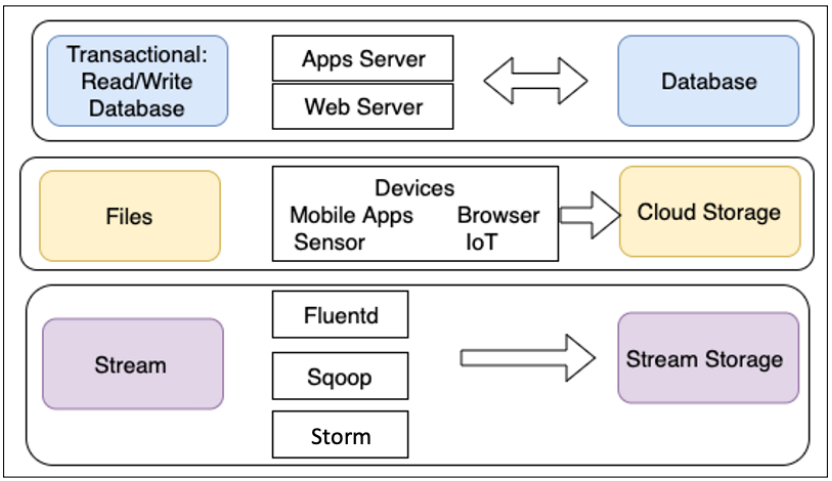 Transactional:
Read/Write
Database
Apps Server
Web Server
Database
Files
Devices
Mobile Apps Browser
Sensor IoT
Cloud Storage
Stream
Fluentd
Sqoop
Storm
Stream Storage